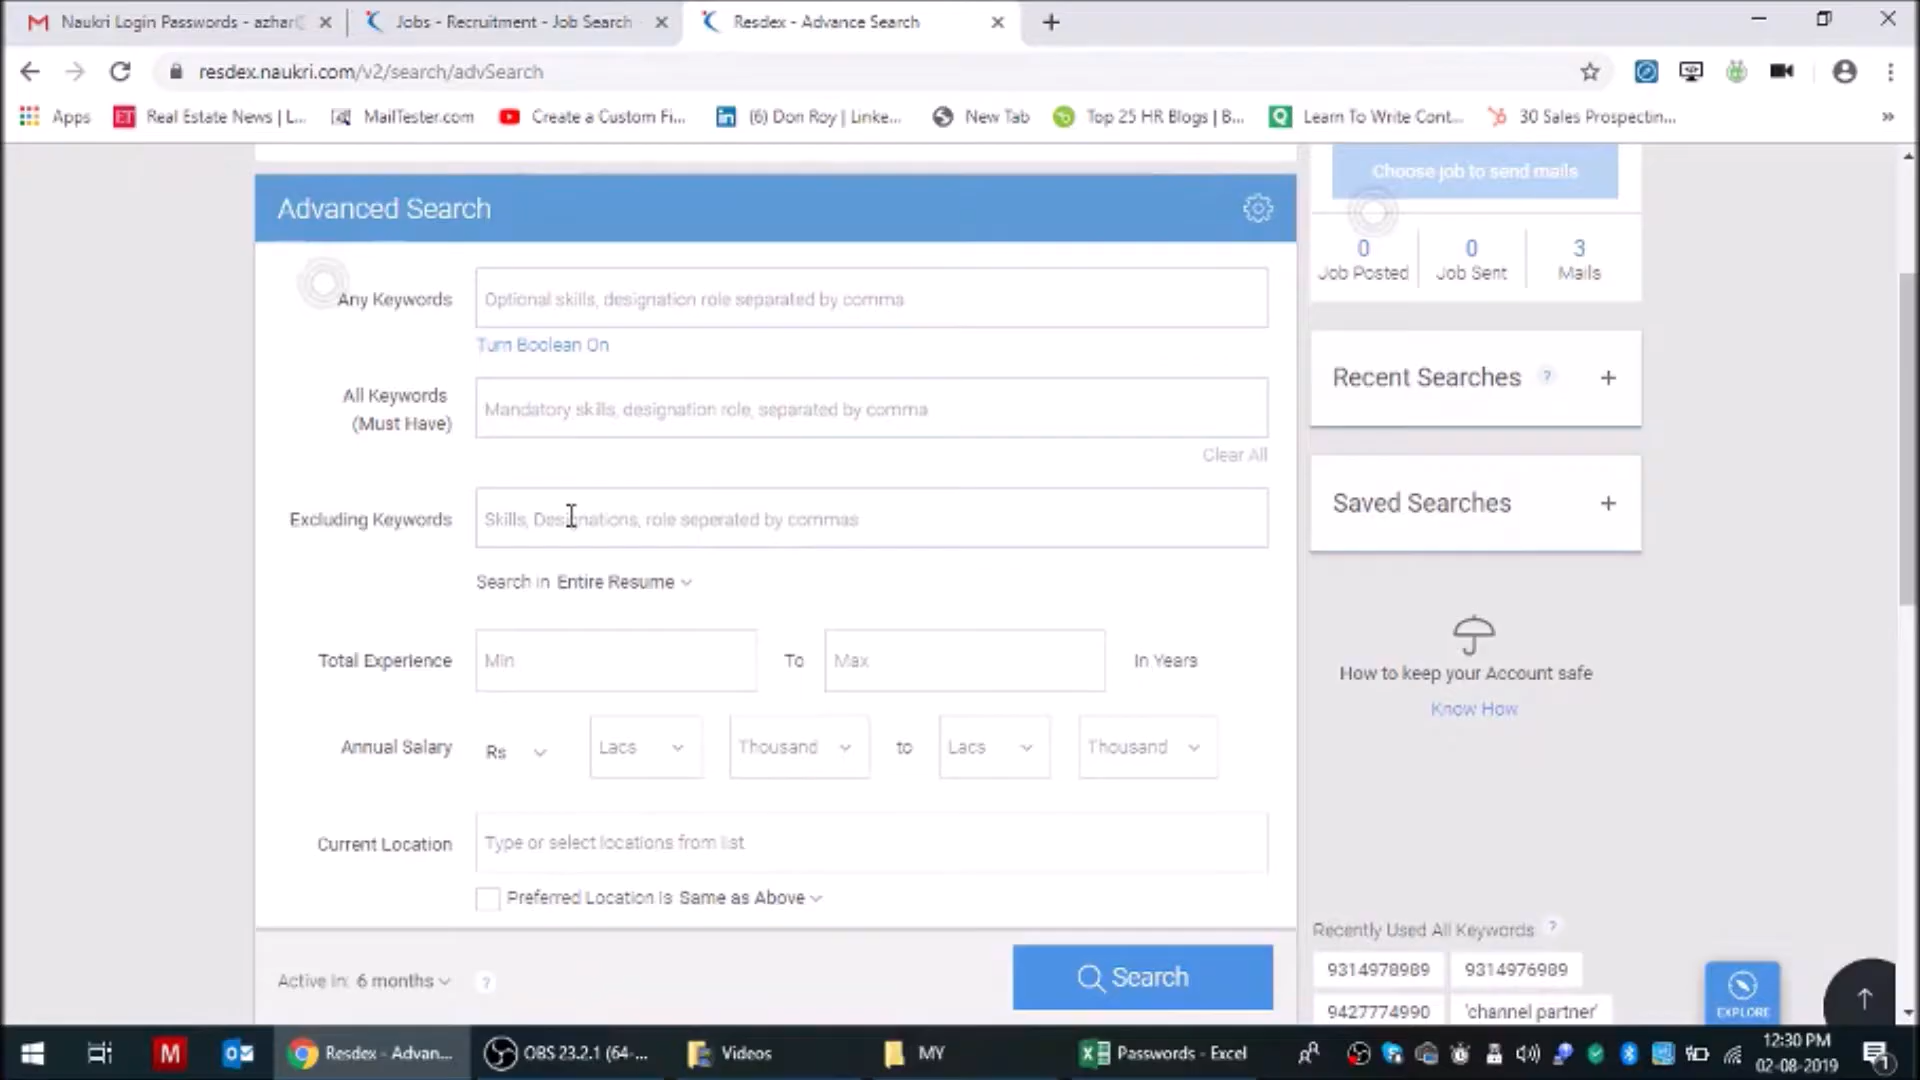 Naukri Login Passwords - azhar
Jobs - Recruitment - Job Search
Resdex - Advance Search
resdex.naukri.com/v2/search/advSearch
Apps
Real Estate News | L...
MailTester.com
Create a Custom Fi...
(6) Don Roy | Linke...
New Tab
Top 25 HR Blogs | B...
Learn To Write Cont...
30 Sales Prospectin...
»
Advanced Search
Any Keywords
Optional skills, designation role separated by comma
Turn Boolean On
All Keywords
(Must Have)
Mandatory skills, designation role, separated by comma
Clear All
Excluding Keywords
Skills, Designations, role seperated by commas
Search in Entire Resume
Total Experience
Min
To
Max
In Years
Annual Salary
Rs
Lacs
Thousand
to
Lacs
Thousand
Current Location
Type or select locations from list
Preferred Location is Same as Above
Active in: 6 months
?
Search
Choose job to send mails
0
Job Posted
0
Job Sent
3
Mails
Recent Searches ? +
Saved Searches +
How to keep your Account safe
Know How
Recently Used All Keywords ?
9314978989
9314976989
9427774990
'channel partner'
EXPLORE
M
Resdex - Advan...
OBS 23.2.1 (64-...
Videos
MY
Passwords - Excel
12:30 PM
02-08-2019
1